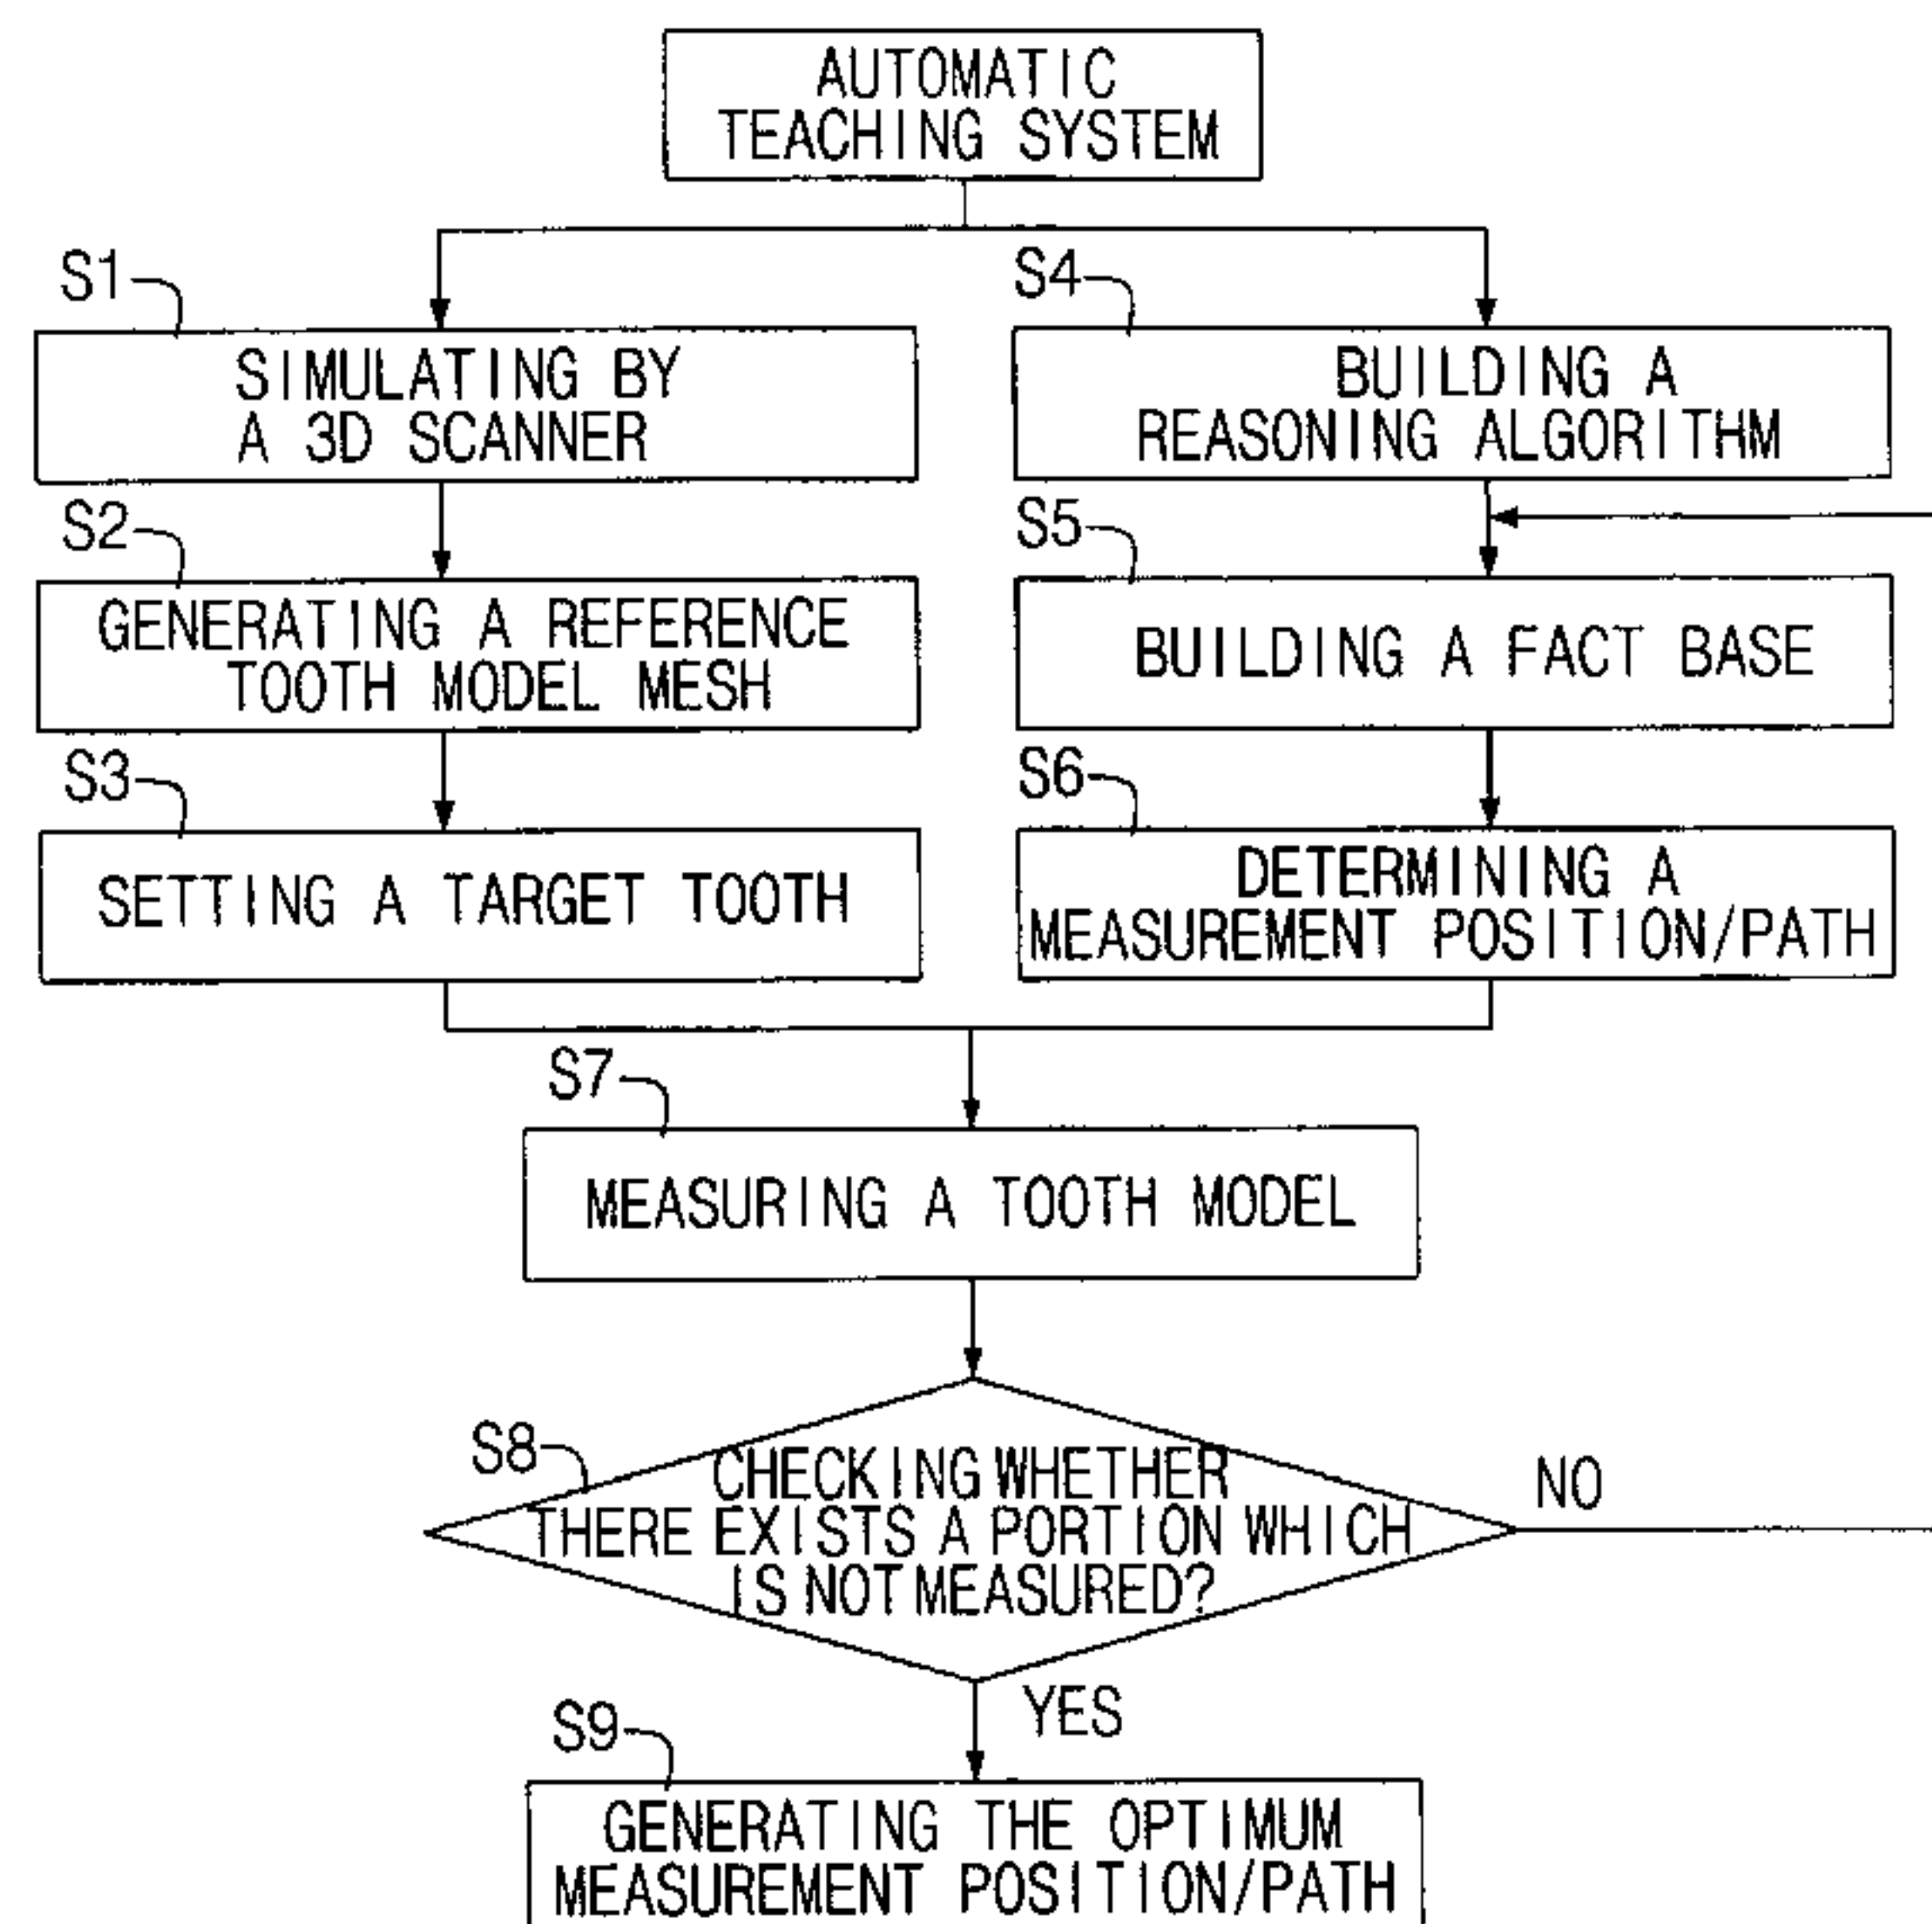 AUTOMATIC
TEACHING SYSTEM
S1
SIMULATING BY
A 3D SCANNER
S2
GENERATING A REFERENCE
TOOTH MODEL MESH
S3
SETTING A TARGET TOOTH
S4
BUILDING A
REASONING ALGORITHM
S5
BUILDING A FACT BASE
S6
DETERMINING A
MEASUREMENT POSITION/PATH
S7
MEASURING A TOOTH MODEL
S8
CHECKING WHETHER
THERE EXISTS A PORTION WHICH
IS NOT MEASURED?
NO
YES
S9
GENERATING THE OPTIMUM
MEASUREMENT POSITION/PATH